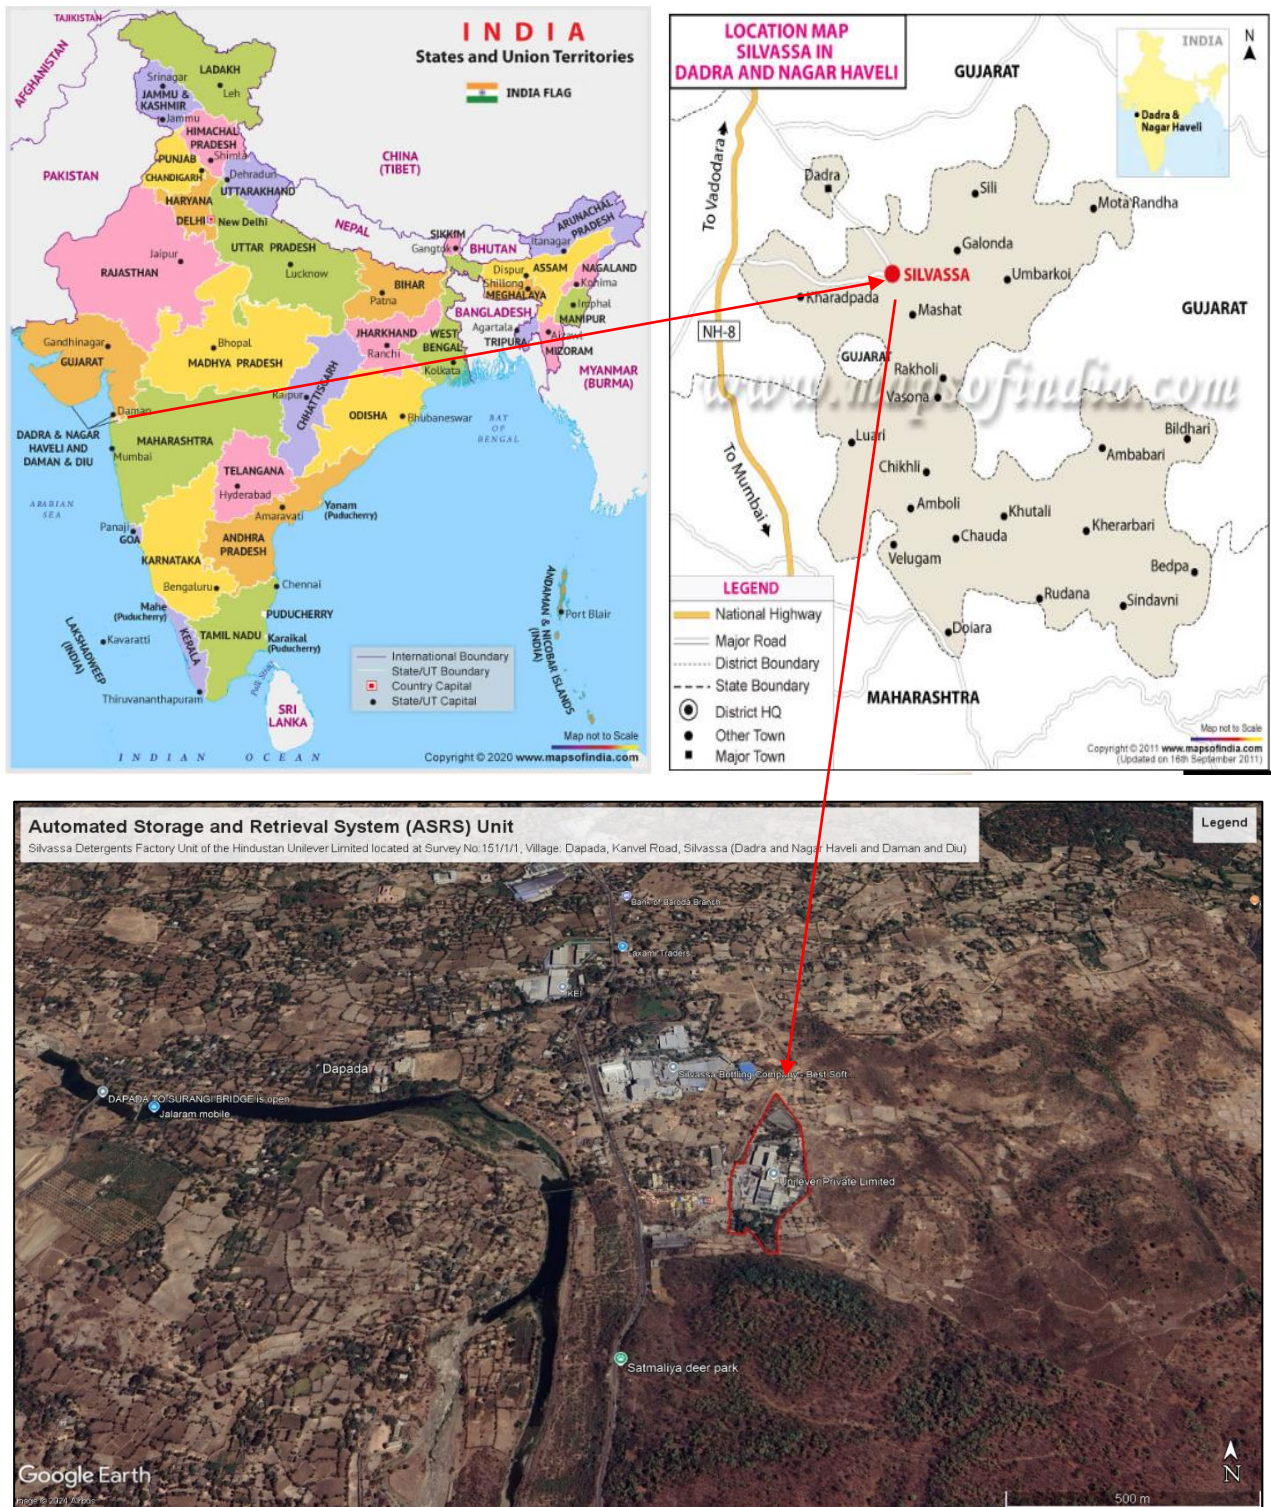 INDIA
States and Union Territories
INDIA FLAG
TAJIKISTAN
AFGHANISTAN
PAKISTAN
CHINA
(TIBET)
NEPAL
BHUTAN
BANGLADESH
MYANMAR
(BURMA)
SRI
LANKA
LADAKH
Leh
Srinagar
JAMMU &
KASHMIR
Jammu
HIMACHAL
PRADESH
Shimla
PUNJAB
CHANDIGARH
Dehradun
UTTARAKHAND
HARYANA
DELHI
New Delhi
RAJASTHAN
Jaipur
UTTAR PRADESH
Lucknow
BIHAR
Patna
SIKKIM
Gangtok
ARUNACHAL
PRADESH
Itanagar
Dispur
ASSAM
NAGALAND
Kohima
Shillong
MEGHALAYA
Imphal
MANIPUR
Agartala
TRIPURA
Aizawl
MIZORAM
JHARKHAND
Ranchi
WEST
BENGAL
Kolkata
Gandhinagar
GUJARAT
Bhopal
MADHYA PRADESH
Raipur
CHHATTISGARH
ODISHA
Bhubaneswar
BAY
OF
BENGAL
Daman
DADRA & NAGAR
HAVELI AND
DAMAN & DIU
MAHARASHTRA
Mumbai
TELANGANA
Hyderabad
ARABIAN
SEA
Panaji
GOA
Amaravati
Yanam
(Puducherry)
ANDHRA
PRADESH
KARNATAKA
Bengaluru
Chennai
Mahe
(Puducherry)
PUDUCHERRY
TAMIL NADU
Karaikal
(Puducherry)
KERALA
LAKSHADWEEP
(INDIA)
Kavaratti
Thiruvananthapuram
Palk Strait
ANDAMAN & NICOBAR ISLANDS
(INDIA)
Port Blair
International Boundary
State/UT Boundary
Country Capital
State/UT Capital
INDIAN OCEAN
Map not to Scale
Copyright © 2020 www.mapsofindia.com
LOCATION MAP
SILVASSA IN
DADRA AND NAGAR HAVELI
GUJARAT
INDIA
N
Dadra &
Nagar Haveli
To Vadodara
Dadra
Sili
Mota Randha
Galonda
SILVASSA
Umbarkoi
Kharadpada
Mashat
GUJARAT
NH-8
GUJARAT
Rakholi
www.mapsofindia.com
Vasona
Luari
Bildhari
Ambabari
Chikhli
To Mumbai
Amboli
Khutali
Kherarbari
Chauda
Velugam
Bedpa
Rudana
Sindavni
Doiara
MAHARASHTRA
LEGEND
National Highway
Major Road
District Boundary
State Boundary
District HQ
Other Town
Major Town
Map not to Scale
Copyright © 2011 www.mapsofindia.com
(Updated on 16th September 2011)
Automated Storage and Retrieval System (ASRS) Unit
Silvassa Detergents Factory Unit of the Hindustan Unilever Limited located at Survey No:151/1/1, Village: Dapada, Kanvel Road, Silvassa (Dadra and Nagar Haveli and Daman and Diu)
Legend
Bank of Baroda Branch
Laxami Traders
KEI
Dapada
Silvassa Bottling Company - Best Soft
DAPADA TO SURANGI BRIDGE is open
Jalaram mobile
Unilever Private Limited
Satmaliya deer park
Google Earth
Image © 2024 Airbus
N
500 m